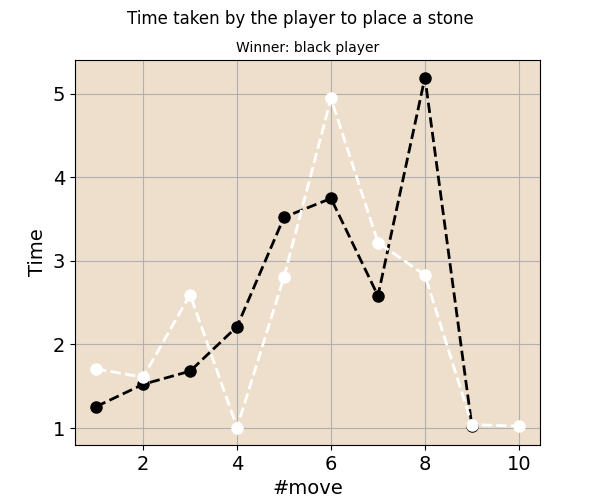 Time taken by the player to place a stone
Winner: black player
5
4
3
2
1
Time
2 4 6 8 10
#move